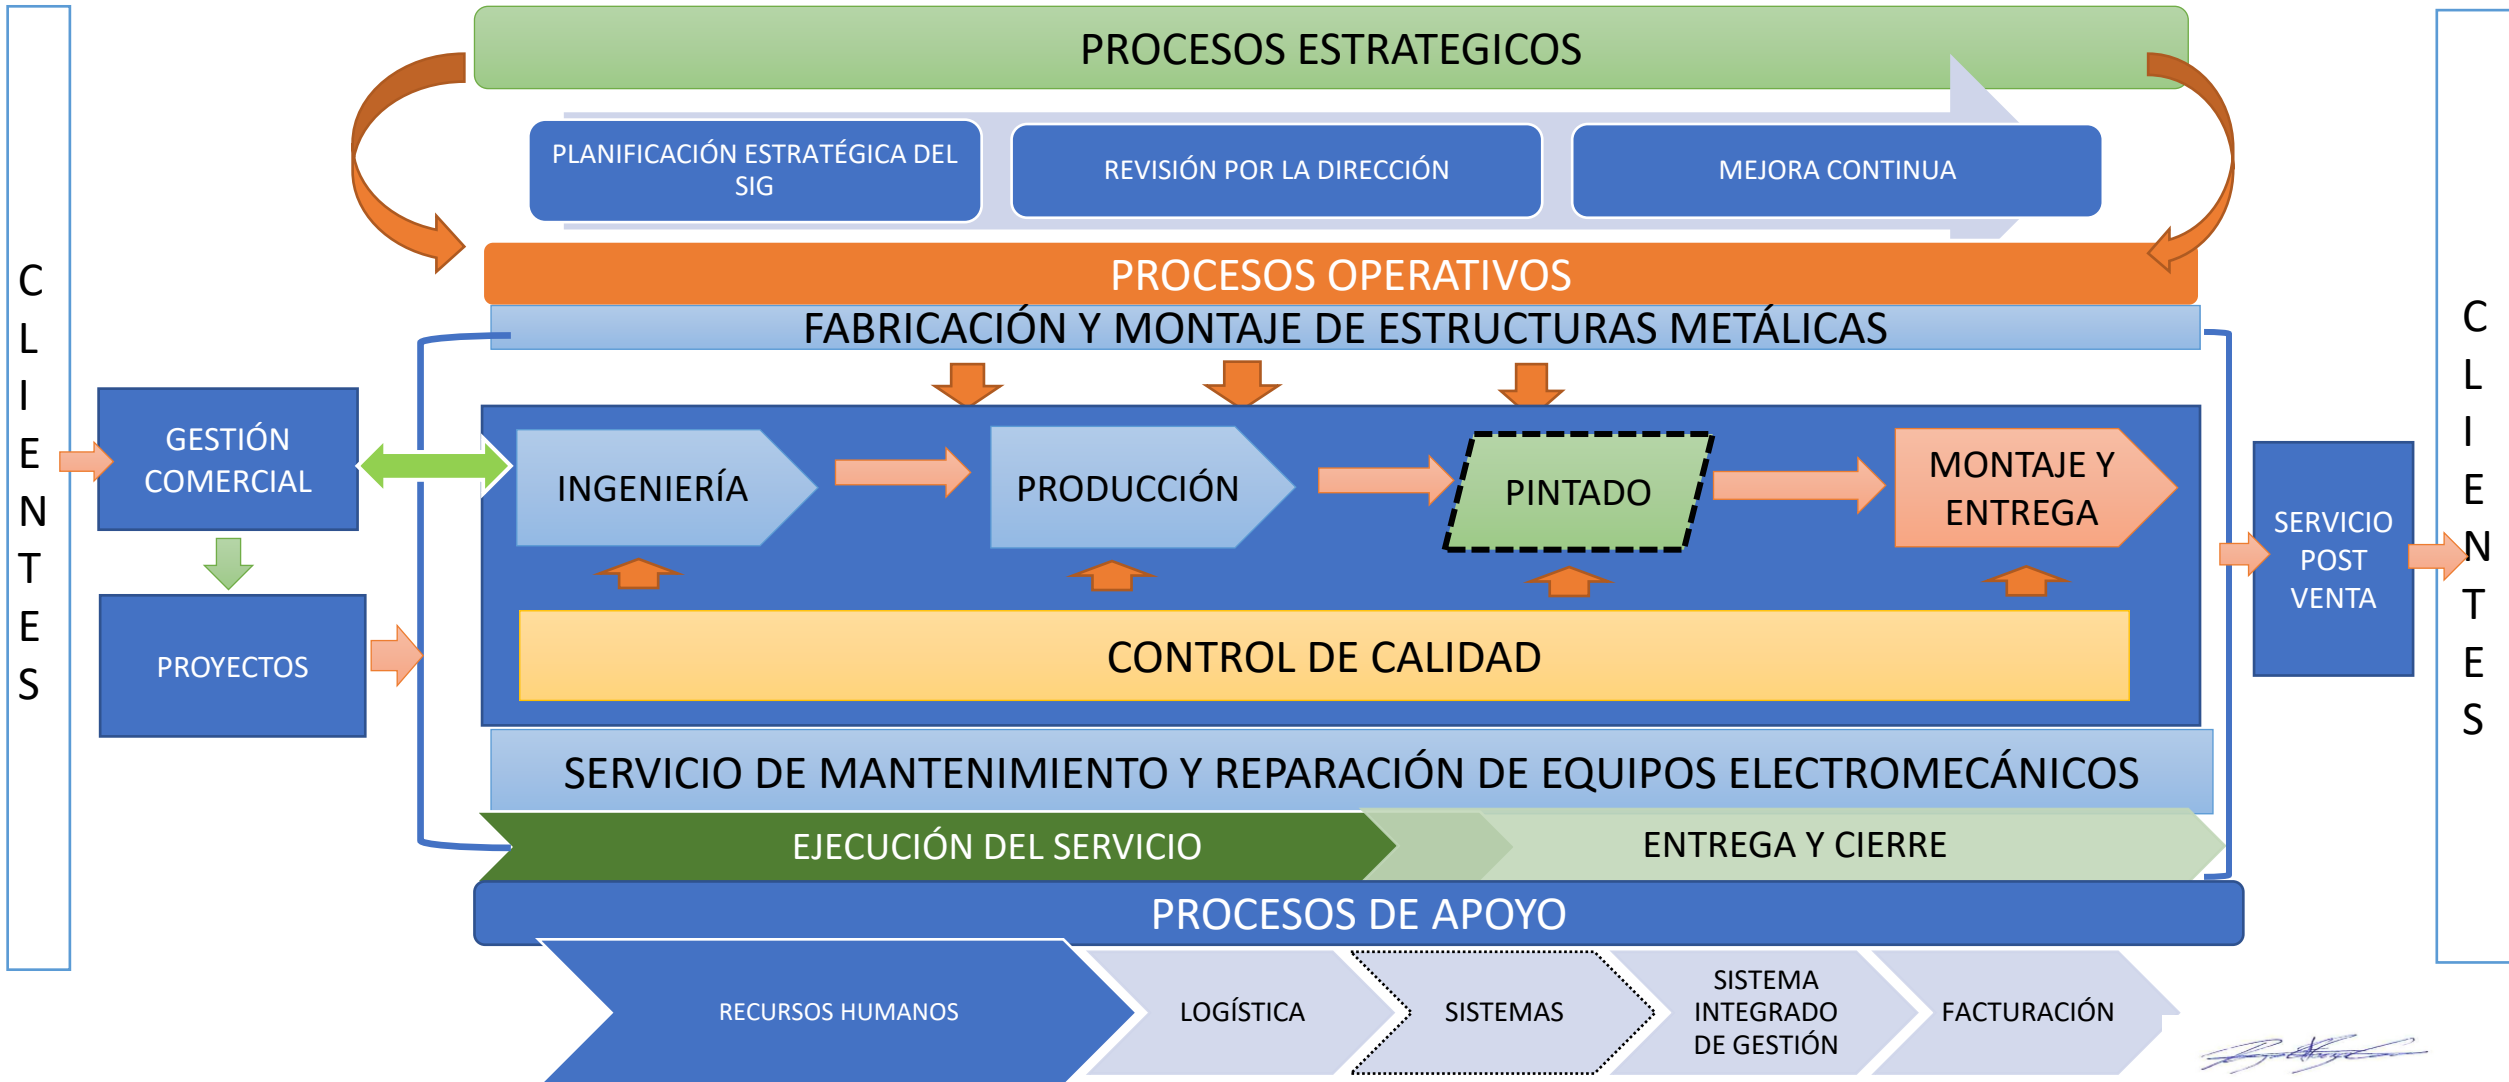 PROCESOS ESTRATEGICOS
PLANIFICACIÓN ESTRATÉGICA DEL
SIG
REVISIÓN POR LA DIRECCIÓN
MEJORA CONTINUA
PROCESOS OPERATIVOS
FABRICACIÓN Y MONTAJE DE ESTRUCTURAS METÁLICAS
C
L
I
E
N
T
E
S
GESTIÓN
COMERCIAL
PROYECTOS
INGENIERÍA
PRODUCCIÓN
PINTADO
MONTAJE Y
ENTREGA
CONTROL DE CALIDAD
SERVICIO
POST
VENTA
C
L
I
E
N
T
E
S
SERVICIO DE MANTENIMIENTO Y REPARACIÓN DE EQUIPOS ELECTROMECÁNICOS
EJECUCIÓN DEL SERVICIO
ENTREGA Y CIERRE
PROCESOS DE APOYO
RECURSOS HUMANOS
LOGÍSTICA
SISTEMAS
SISTEMA
INTEGRADO
DE GESTIÓN
FACTURACIÓN